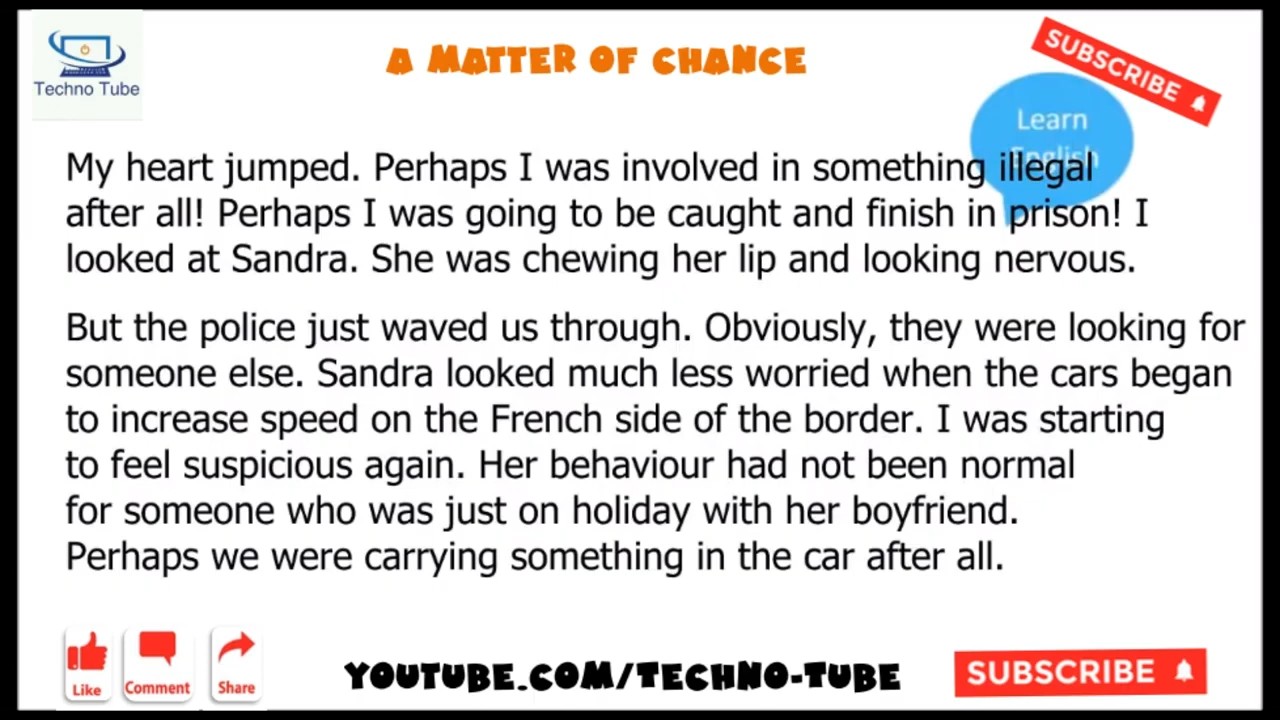 Techno Tube
A MATTER OF CHANCE
SUBSCRIBE
Learn
English
My heart jumped. Perhaps I was involved in something illegal
after all! Perhaps I was going to be caught and finish in prison! I
looked at Sandra. She was chewing her lip and looking nervous.
But the police just waved us through. Obviously, they were looking for
someone else. Sandra looked much less worried when the cars began
to increase speed on the French side of the border. I was starting
to feel suspicious again. Her behaviour had not been normal
for someone who was just on holiday with her boyfriend.
Perhaps we were carrying something in the car after all.
Like
Comment
Share
YOUTUBE.COM/TECHNO-TUBE
SUBSCRIBE